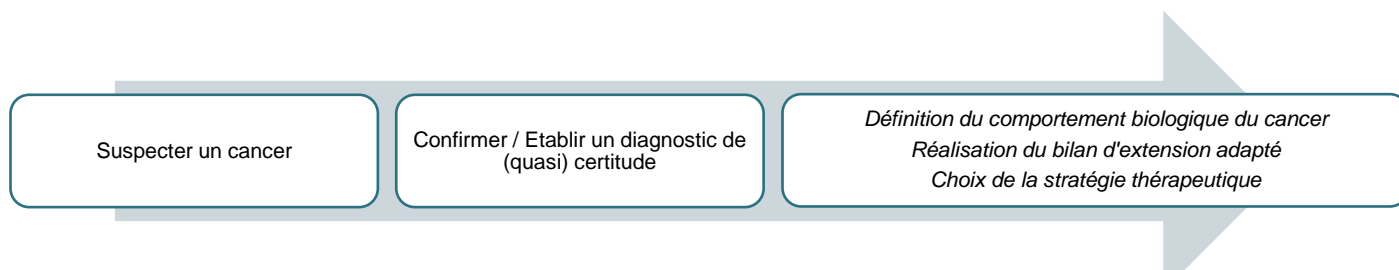 Suspecter un cancer
Confirmer / Etablir un diagnostic de
(quasi) certitude
Définition du comportement biologique du cancer
Réalisation du bilan d'extension adapté
Choix de la stratégie thérapeutique